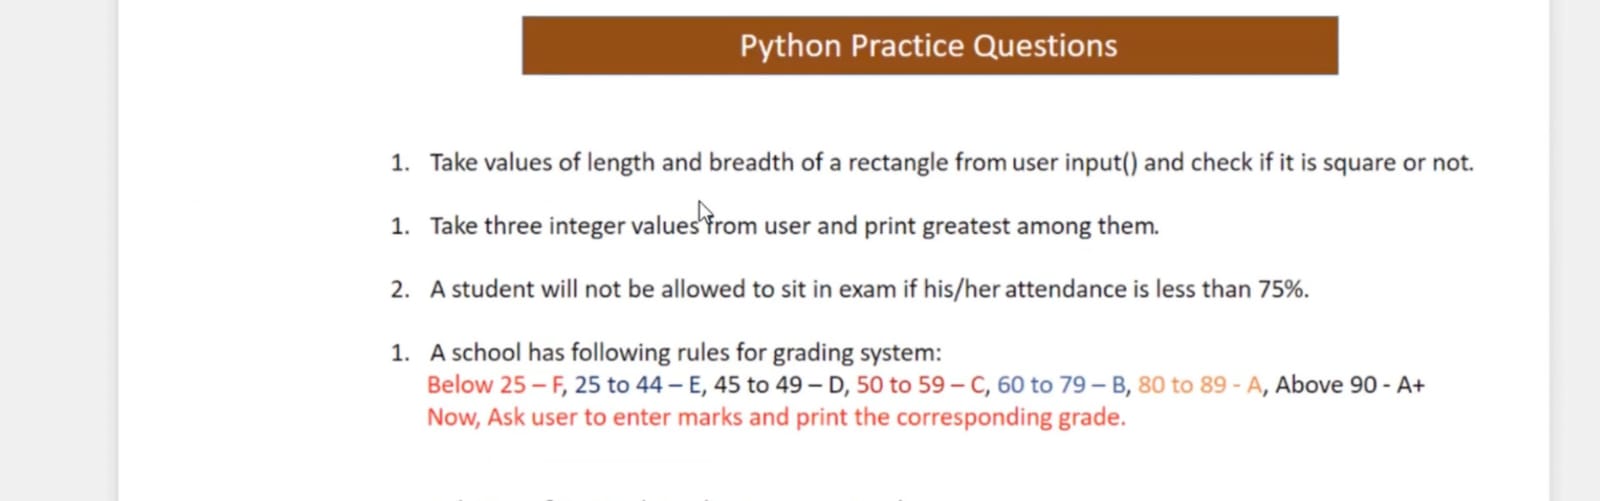 Python Practice Questions
1. Take values of length and breadth of a rectangle from user input() and check if it is square or not.
1. Take three integer values from user and print greatest among them.
2. A student will not be allowed to sit in exam if his/her attendance is less than 75%.
1. A school has following rules for grading system:
Below 25 – F, 25 to 44 – E, 45 to 49 – D, 50 to 59 – C, 60 to 79 – B, 80 to 89 - A, Above 90 - A+
Now, Ask user to enter marks and print the corresponding grade.